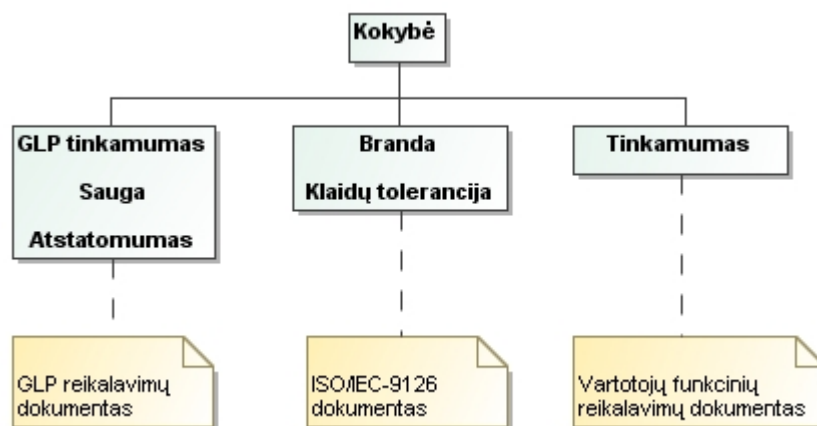 Kokybė
GLP tinkamumas
Sauga
Atstatomumas
Branda
Klaidų tolerancija
Tinkamumas
GLP reikalavimų
dokumentas
ISO/IEC-9126
dokumentas
Vartotojų funkcinių
reikalavimų dokumentas